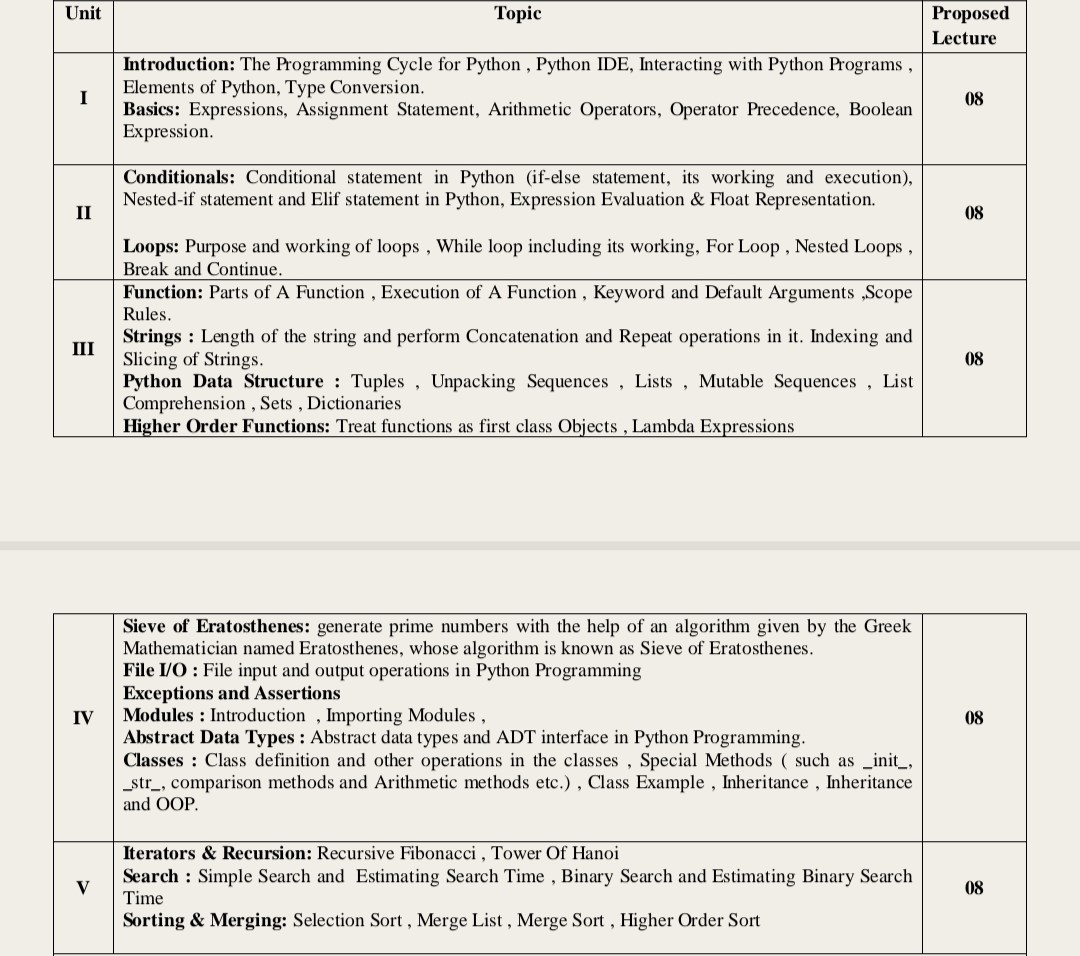 Unit Topic Proposed
Lecture
I
Introduction: The Programming Cycle for Python , Python IDE, Interacting with Python Programs ,
Elements of Python, Type Conversion.
Basics: Expressions, Assignment Statement, Arithmetic Operators, Operator Precedence, Boolean
Expression.
08
II
Conditionals: Conditional statement in Python (if-else statement, its working and execution),
Nested-if statement and Elif statement in Python, Expression Evaluation & Float Representation.
Loops: Purpose and working of loops , While loop including its working, For Loop , Nested Loops ,
Break and Continue.
08
III
Function: Parts of A Function , Execution of A Function , Keyword and Default Arguments ,Scope
Rules.
Strings : Length of the string and perform Concatenation and Repeat operations in it. Indexing and
Slicing of Strings.
Python Data Structure : Tuples , Unpacking Sequences , Lists , Mutable Sequences , List
Comprehension , Sets , Dictionaries
Higher Order Functions: Treat functions as first class Objects , Lambda Expressions
08
IV
Sieve of Eratosthenes: generate prime numbers with the help of an algorithm given by the Greek
Mathematician named Eratosthenes, whose algorithm is known as Sieve of Eratosthenes.
File I/O : File input and output operations in Python Programming
Exceptions and Assertions
Modules : Introduction , Importing Modules ,
Abstract Data Types : Abstract data types and ADT interface in Python Programming.
Classes : Class definition and other operations in the classes , Special Methods ( such as _init_,
_str_, comparison methods and Arithmetic methods etc.) , Class Example , Inheritance , Inheritance
and OOP.
08
V
Iterators & Recursion: Recursive Fibonacci , Tower Of Hanoi
Search : Simple Search and Estimating Search Time , Binary Search and Estimating Binary Search
Time
Sorting & Merging: Selection Sort , Merge List , Merge Sort , Higher Order Sort
08